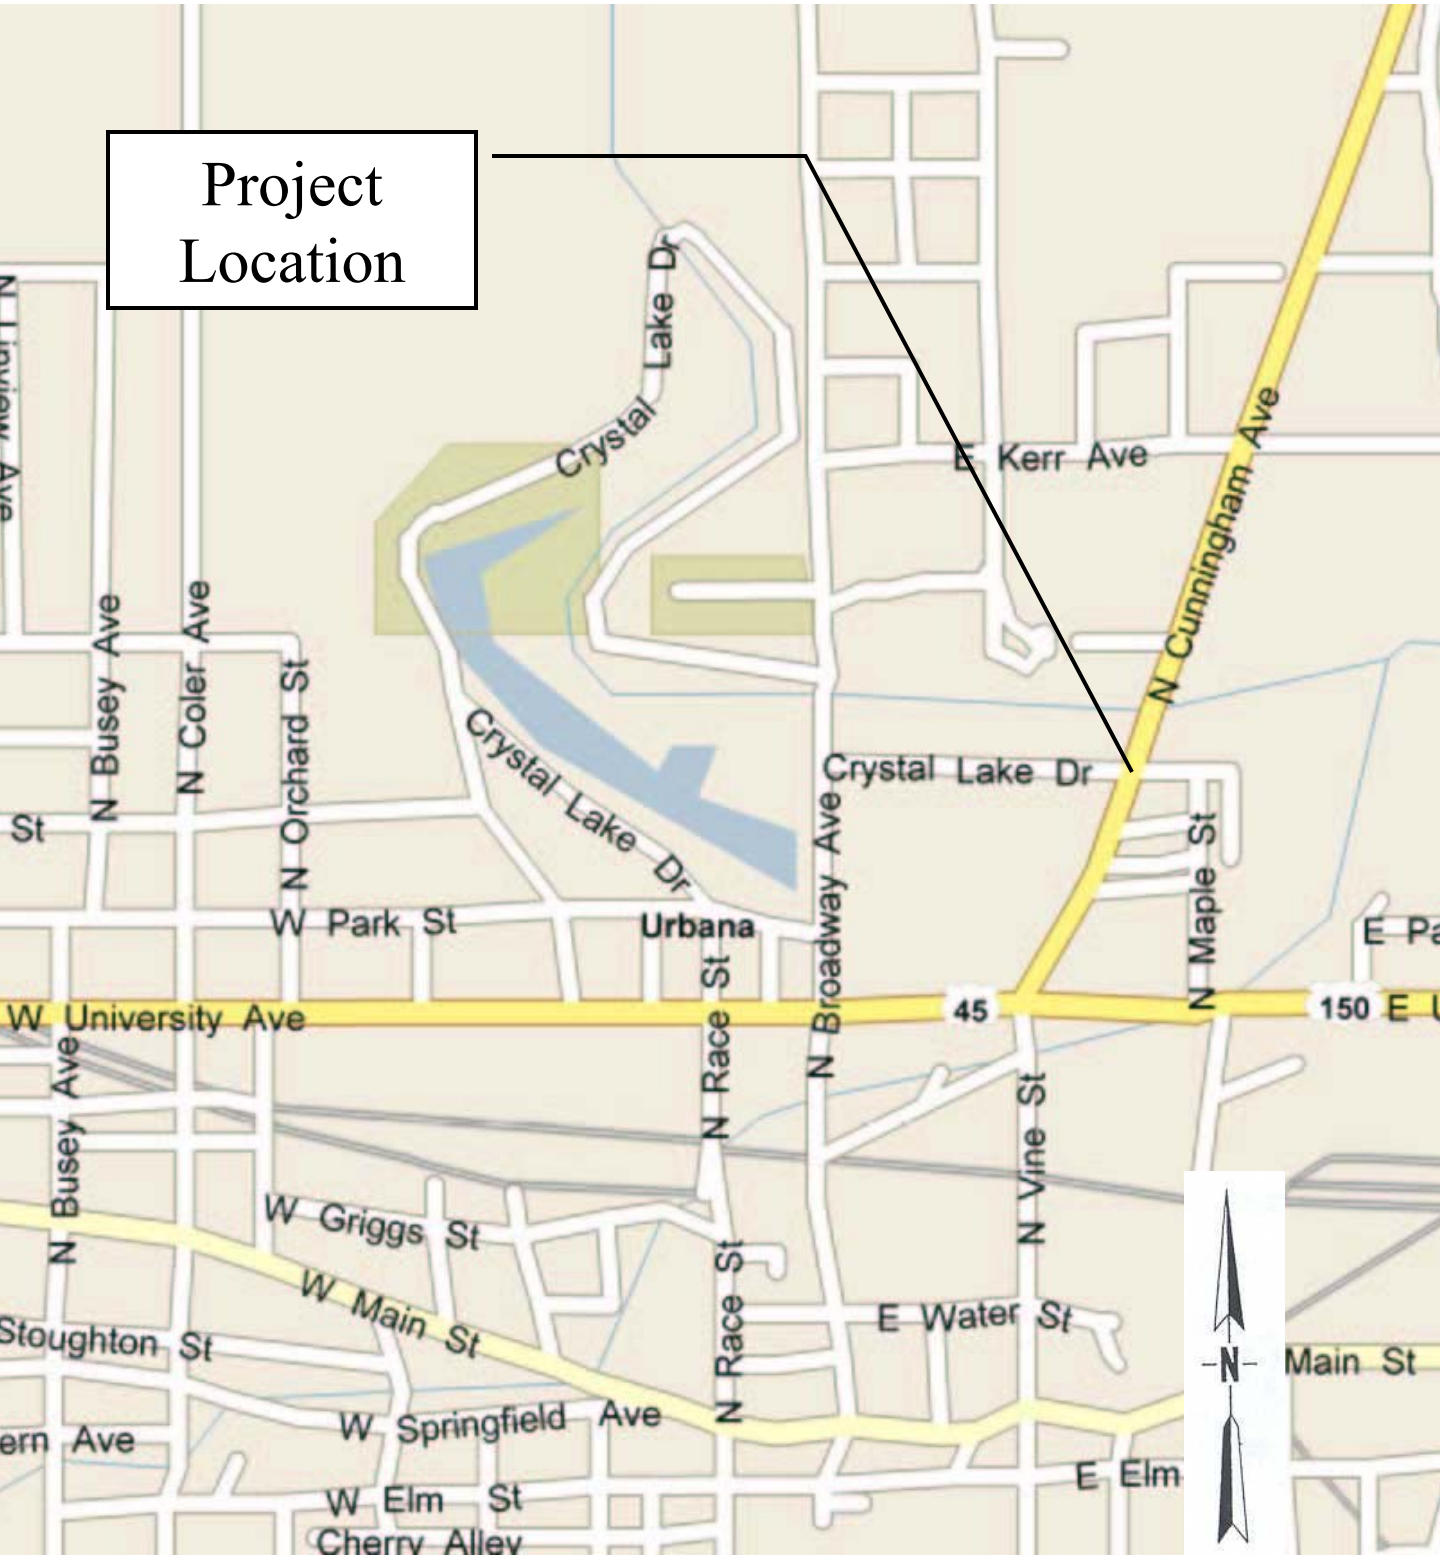 Project
Location
Crystal Lake Dr
N Linview Ave
E Kerr Ave
N Cunningham Ave
N Busey Ave
N Coler Ave
N Orchard St
Crystal Lake Dr
Crystal Lake Dr
St
N Broadway Ave
N Maple St
W Park St
Urbana
E Pa
W University Ave
45
150
E U
N Busey Ave
N Race St
N Vine St
W Griggs St
W Main St
N Race St
E Water St
Stoughton St
N
Main St
W Springfield Ave
ern Ave
E Elm
W Elm St
Cherry Alley